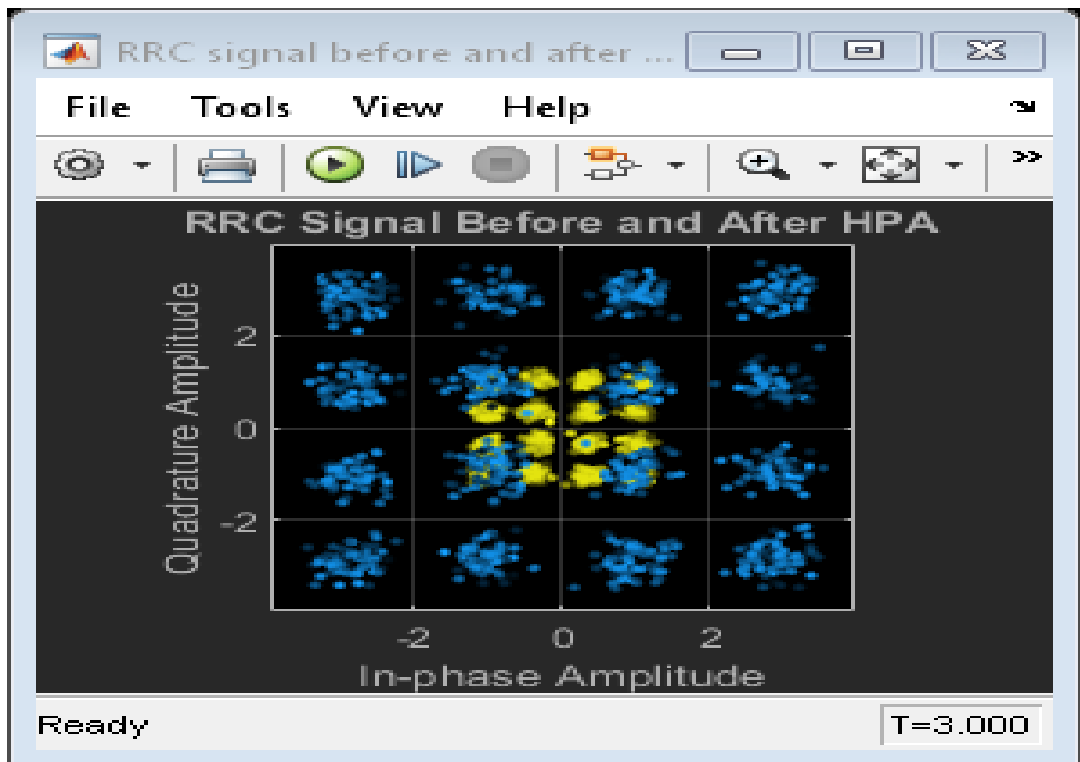 RRC signal before and after ...
File Tools View Help
RRC Signal Before and After HPA
Quadrature Amplitude
2
0
-2
-2 0 2
In-phase Amplitude
Ready T=3.000